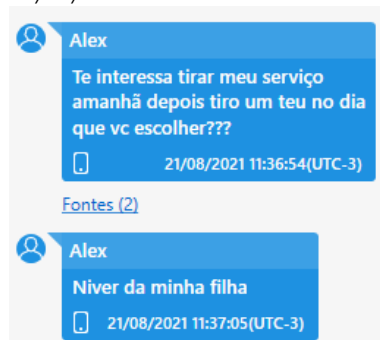 Alex
Te interessa tirar meu serviço
amanhã depois tiro um teu no dia
que vc escolher???
21/08/2021 11:36:54(UTC-3)
Fontes (2)
Alex
Niver da minha filha
21/08/2021 11:37:05(UTC-3)